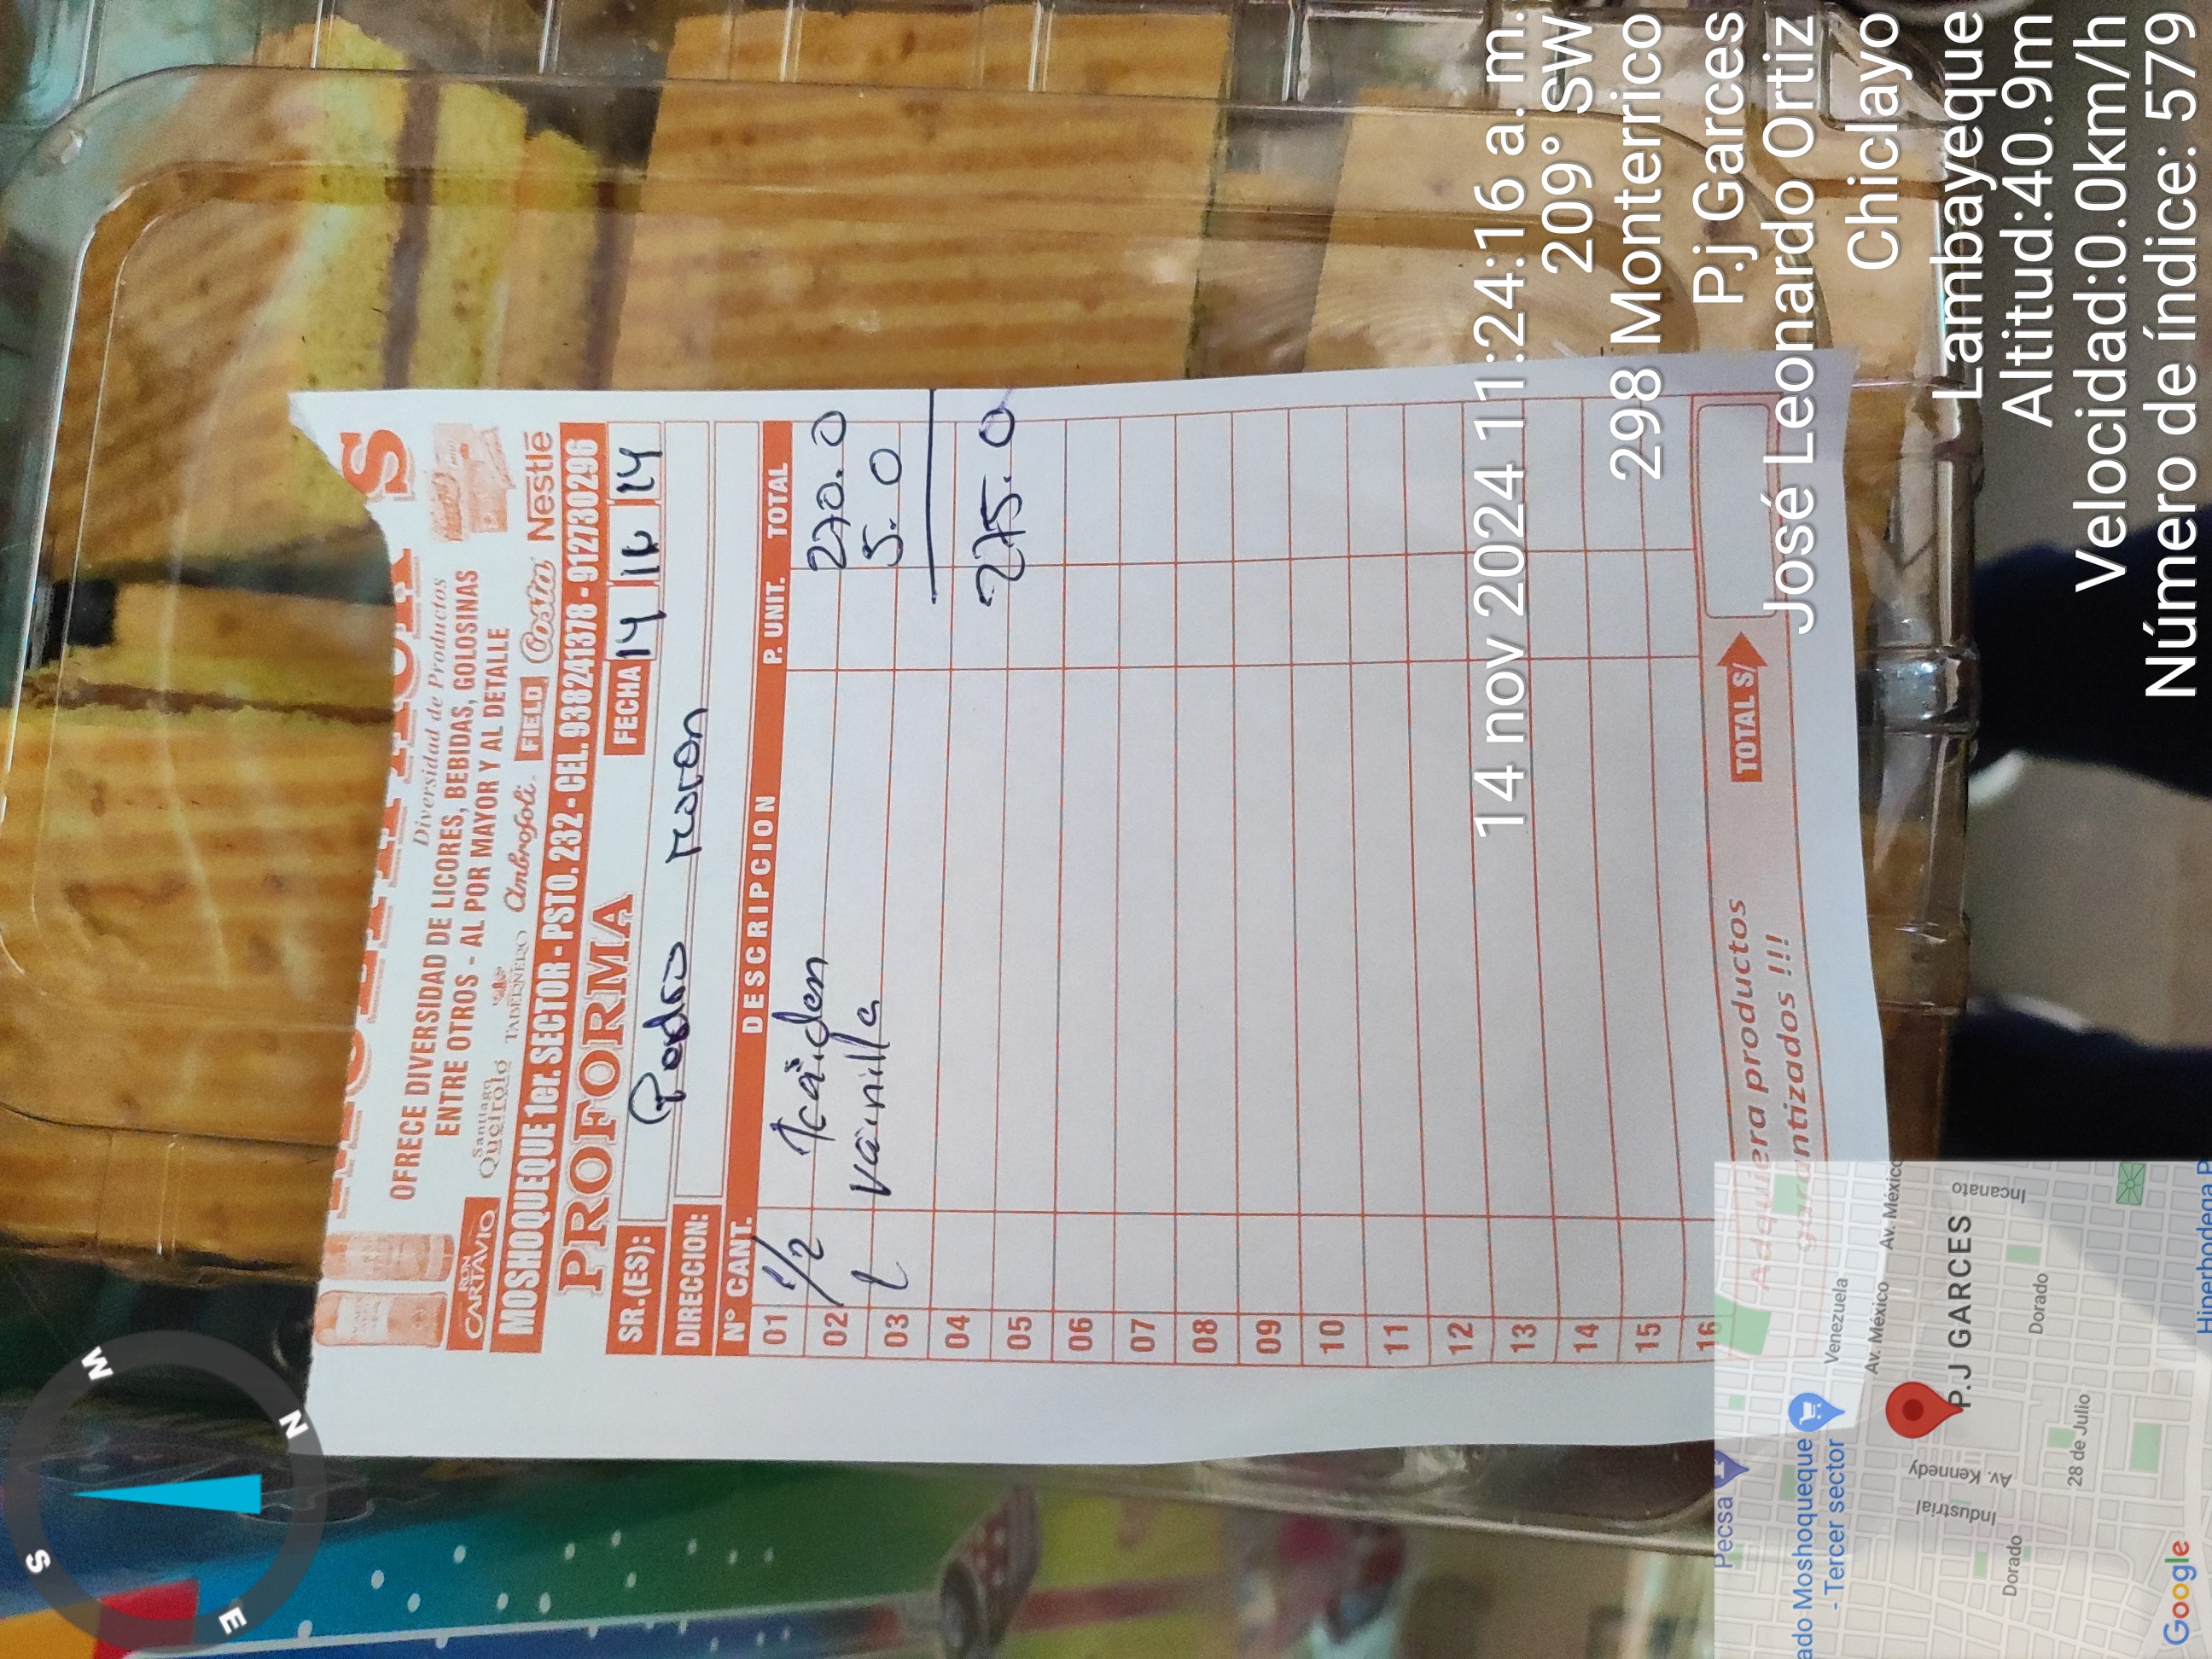 S
W
E
N
Diversidad de Productos
OFRECE DIVERSIDAD DE LICORES, BEBIDAS, GOLOSINAS
ENTRE OTROS - AL POR MAYOR Y AL DETALLE
RON CARTAVIO Santiago Queirolo TABERNERO Ambrosoli FIELD Costa Nestlé
MOSHOQUEQUE 1er. SECTOR - PSTO. 232 - CEL. 938241378 - 912730296
PROFORMA
FECHA 14
SR.(ES): Pedro
DIRECCION:
N° CANT. DESCRIPCION P. UNIT. TOTAL
01 1/2 270.0
02 1 Vainilla 5.0
03
04 275.0
05
06
07
08
09
10
11
12
13
14
15
16
Adquiera productos
garantizados !!!
TOTAL S/
14 nov 2024 11:24:16 a. m.
209° SW
298 Monterrico
P.j Garces
José Leonardo Ortiz
Chiclayo
Lambayeque
Altitud:40.9m
Velocidad:0.0km/h
Número de índice: 579
Pecsa
ado Moshoqueque
- Tercer sector
Venezuela
Av. México
Av. México
Industrial
Av. Kennedy
P.J GARCES
Incanato
Dorado
Dorado
28 de Julio
Google
Hiperbodega P